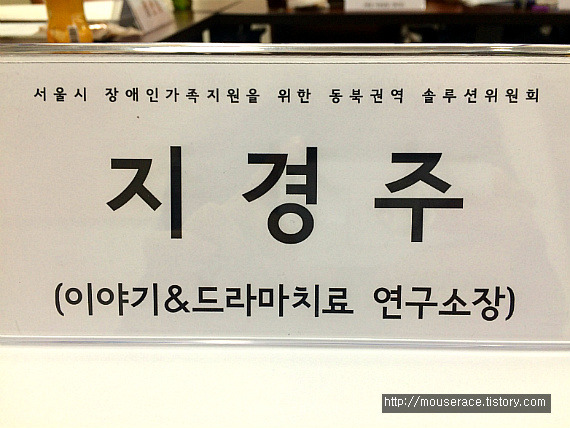 서울시 장애인가족지원을 위한 동북권역 솔루션위원회
지 경 주
(이야기&드라마치료 연구소장)
http://mouserace.tistory.com